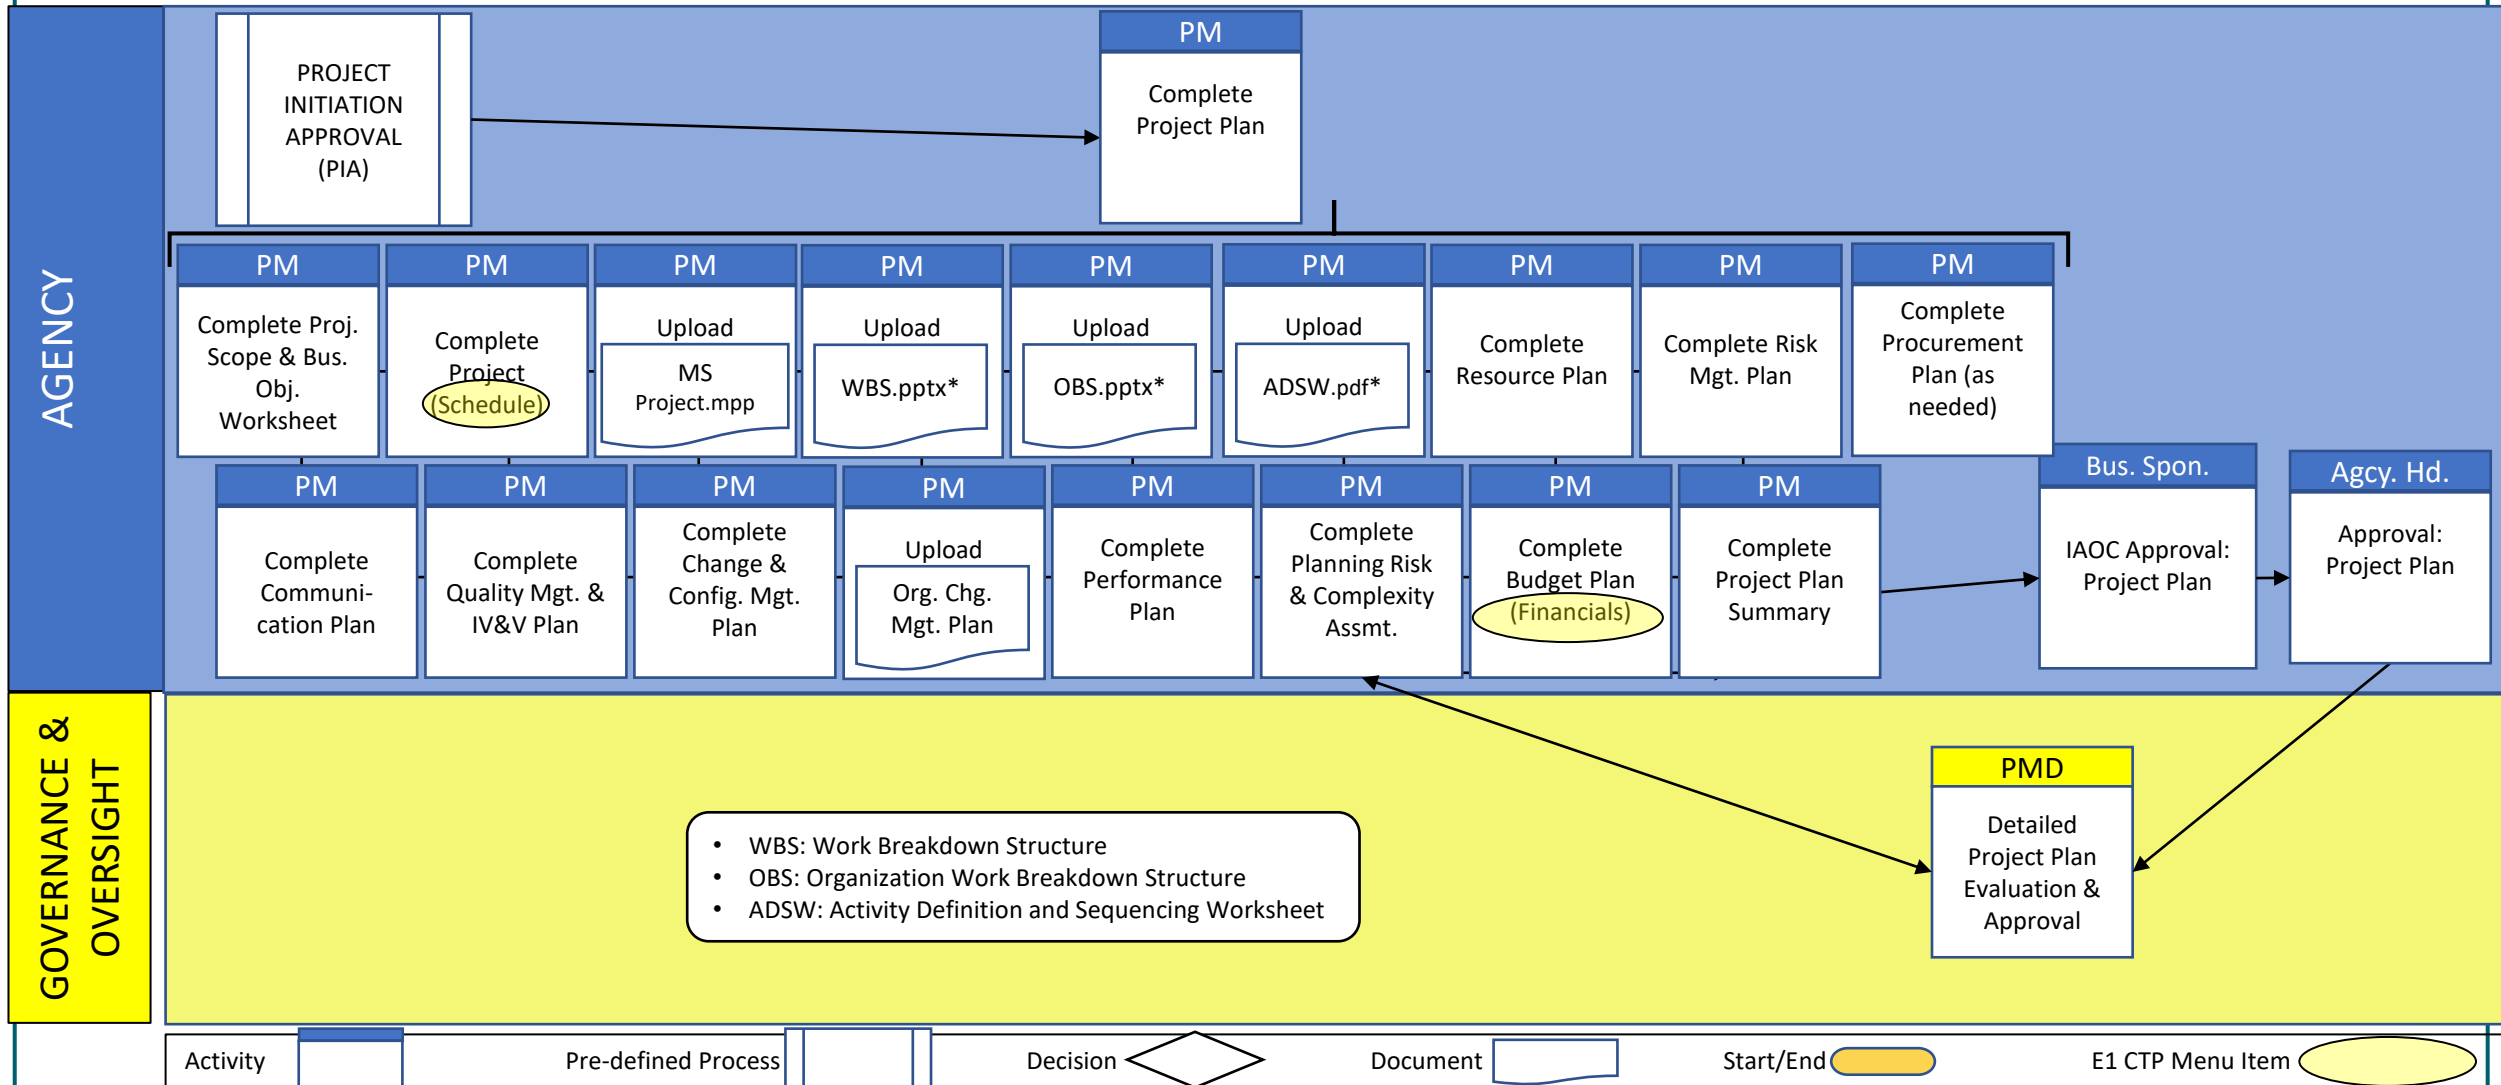 AGENCY
PROJECT
INITIATION
APPROVAL
(PIA)
PM
Complete
Project Plan
PM
Complete Proj.
Scope & Bus.
Obj.
Worksheet
PM
Complete
Project
(Schedule)
PM
Upload
MS
Project.mpp
PM
Upload
WBS.pptx*
PM
Upload
OBS.pptx*
PM
Upload
ADSW.pdf*
PM
Complete
Resource Plan
PM
Complete Risk
Mgt. Plan
PM
Complete
Procurement
Plan (as
needed)
PM
Complete
Communi-
cation Plan
PM
Complete
Quality Mgt. &
IV&V Plan
PM
Complete
Change &
Config. Mgt.
Plan
PM
Upload
Org. Chg.
Mgt. Plan
PM
Complete
Performance
Plan
PM
Complete
Planning Risk
& Complexity
Assmt.
PM
Complete
Budget Plan
(Financials)
PM
Complete
Project Plan
Summary
Bus. Spon.
IAOC Approval:
Project Plan
Agcy. Hd.
Approval:
Project Plan
GOVERNANCE &
OVERSIGHT
• WBS: Work Breakdown Structure
• OBS: Organization Work Breakdown Structure
• ADSW: Activity Definition and Sequencing Worksheet
PMD
Detailed
Project Plan
Evaluation &
Approval
Activity
Pre-defined Process
Decision
Document
Start/End
E1 CTP Menu Item